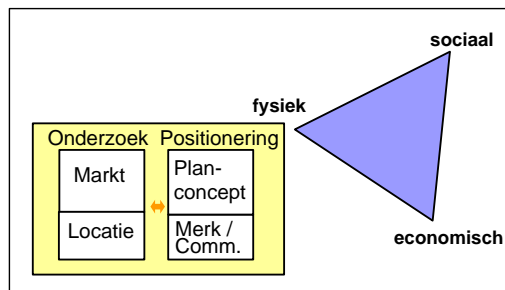 sociaal
fysiek
Onderzoek Positionering
Markt
Plan-
concept
Locatie
Merk /
Comm.
economisch